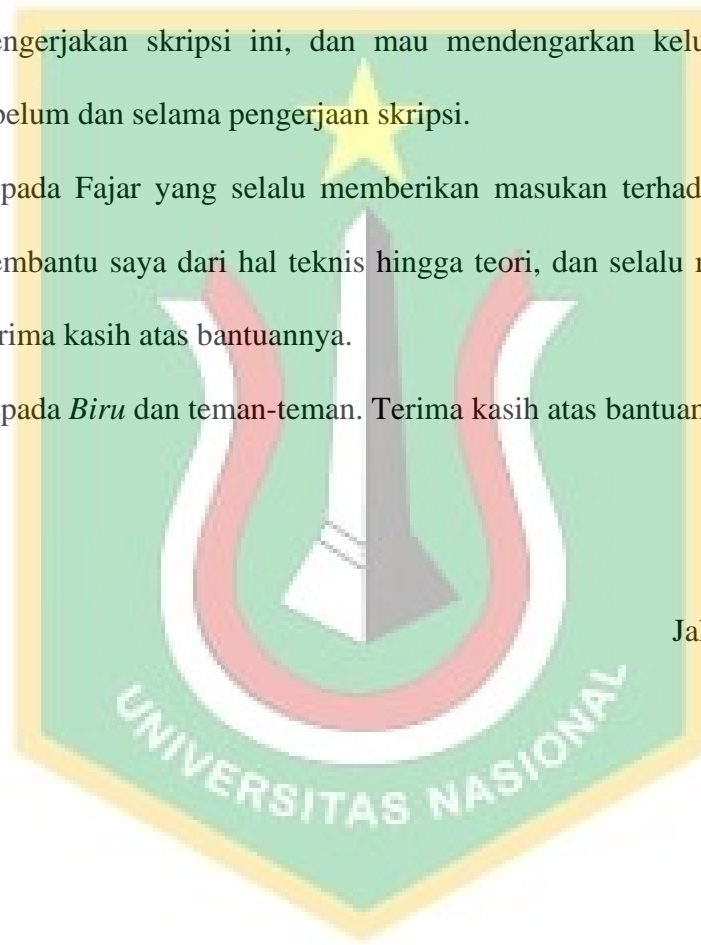 engerjakan skripsi ini, dan mau mendengarkan kelu
belum dan selama pengerjaan skripsi.
pada Fajar yang selalu memberikan masukan terhad
embantu saya dari hal teknis hingga teori, dan selalu
rima kasih atas bantuannya.
pada Biru dan teman-teman. Terima kasih atas bantuan
Jak
UNIVERSITAS NASIONAL